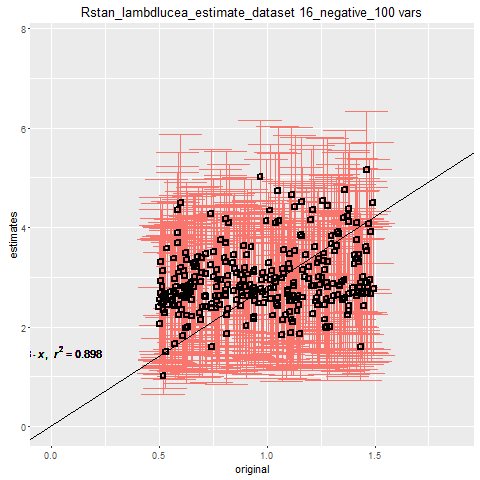 Rstan_lambdlucea_estimate_dataset 16_negative_100 vars
8
6
4
2
0
estimates
· x, r² = 0.898
0.0 0.5 1.0 1.5
original